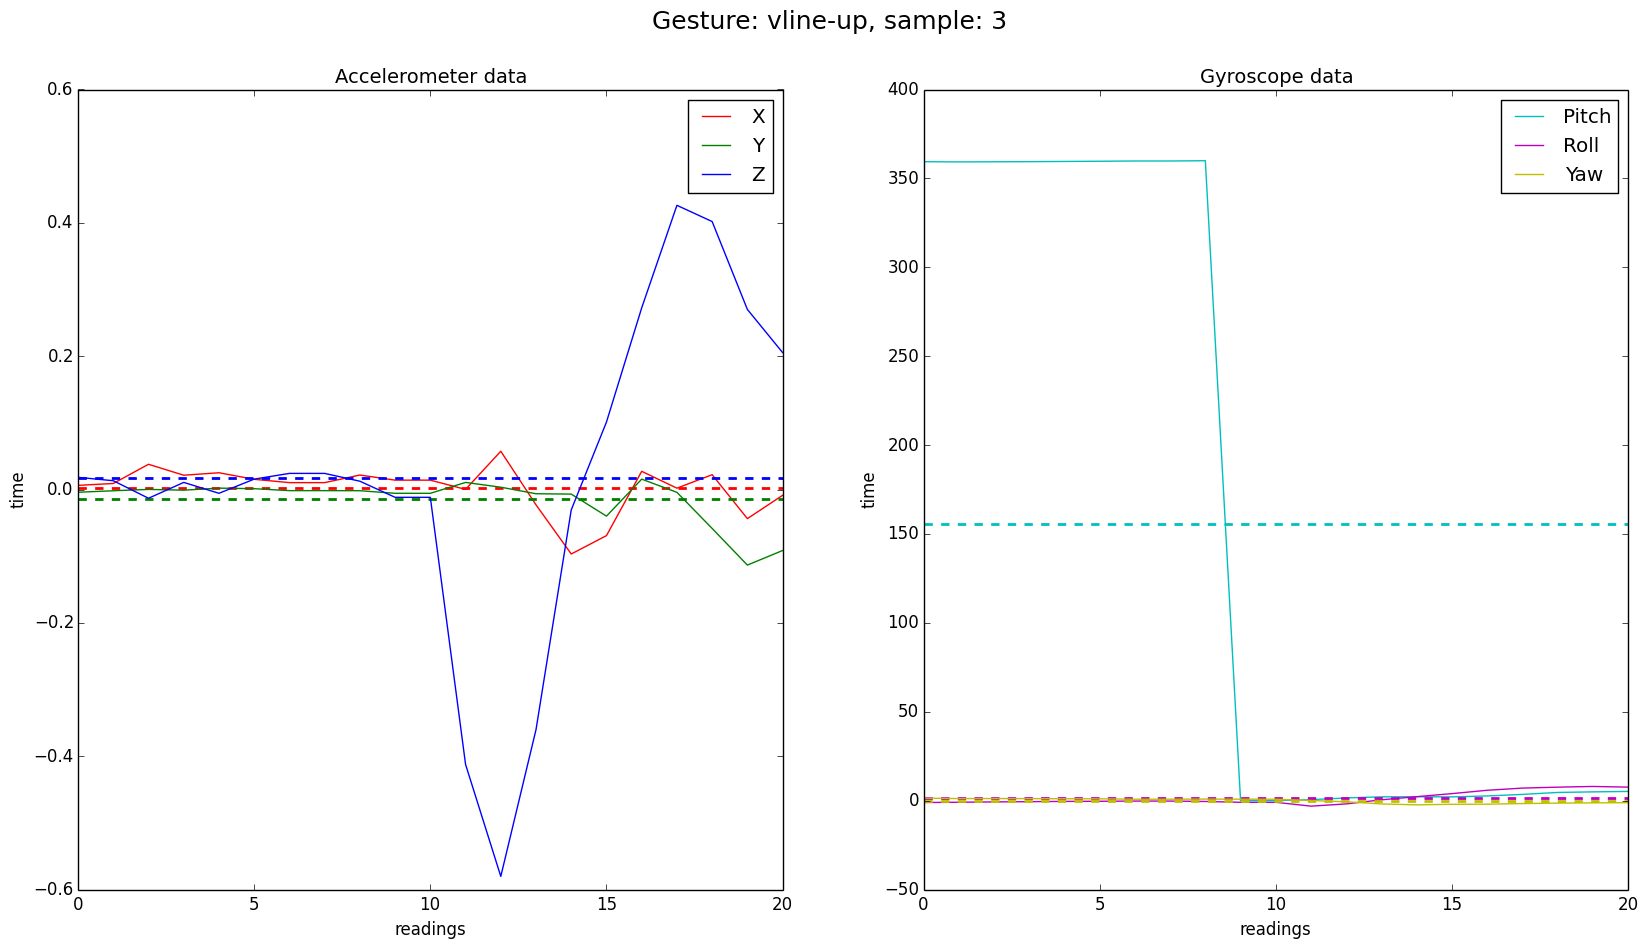 Gesture: vline-up, sample: 3
Accelerometer data
0.6
0.4
0.2
0.0
−0.2
−0.4
−0.6
time
0
5
10
15
20
readings
X
Y
Z
Gyroscope data
400
350
300
250
200
150
100
50
0
−50
time
0
5
10
15
20
readings
Pitch
Roll
Yaw